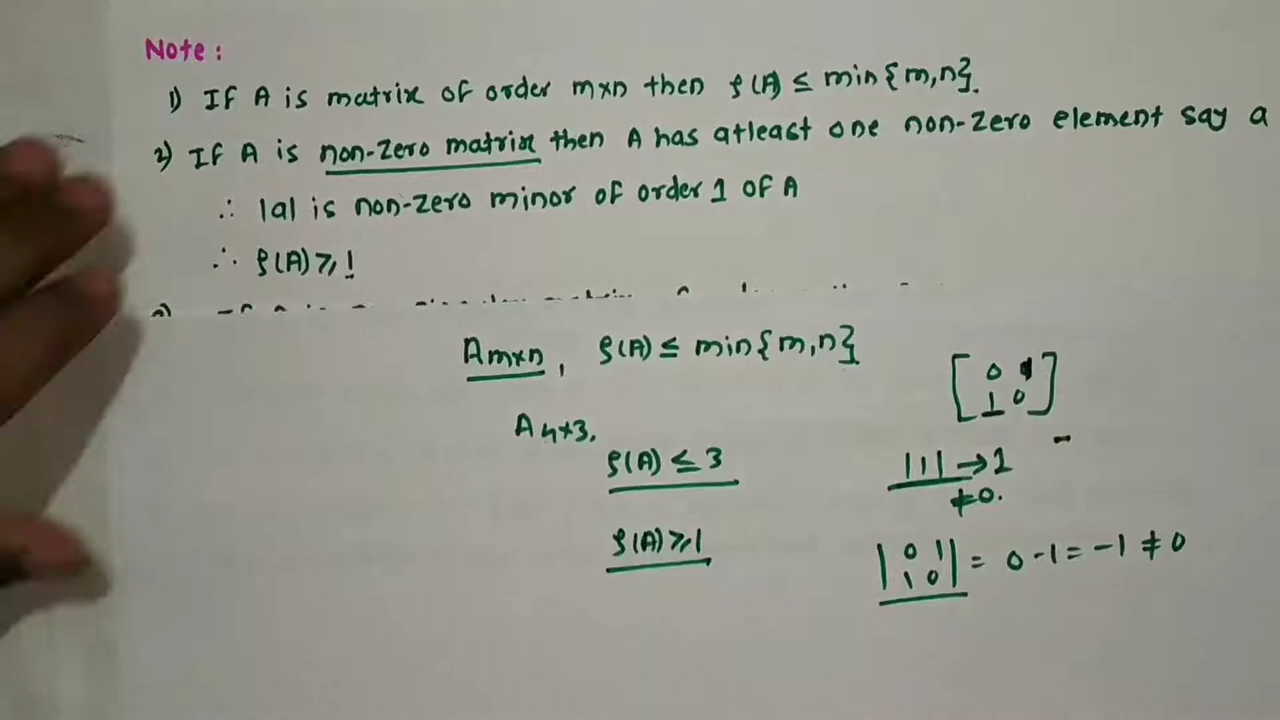 Note :
1) If A is matrix of order m×n then ρ(A) ≤ min{m,n}.
2) If A is non-zero matrix then A has atleast one non-zero element say a
∴ |a| is non-zero minor of order 1 of A
∴ ρ(A) ≥ 1
A m×n , ρ(A) ≤ min{m,n}
A 4×3,
ρ(A) ≤ 3
ρ(A) ≥ 1
[0 1
1 0]
|1| → 1
≠0.
|0 1
1 0| = 0 -1 = -1 ≠ 0